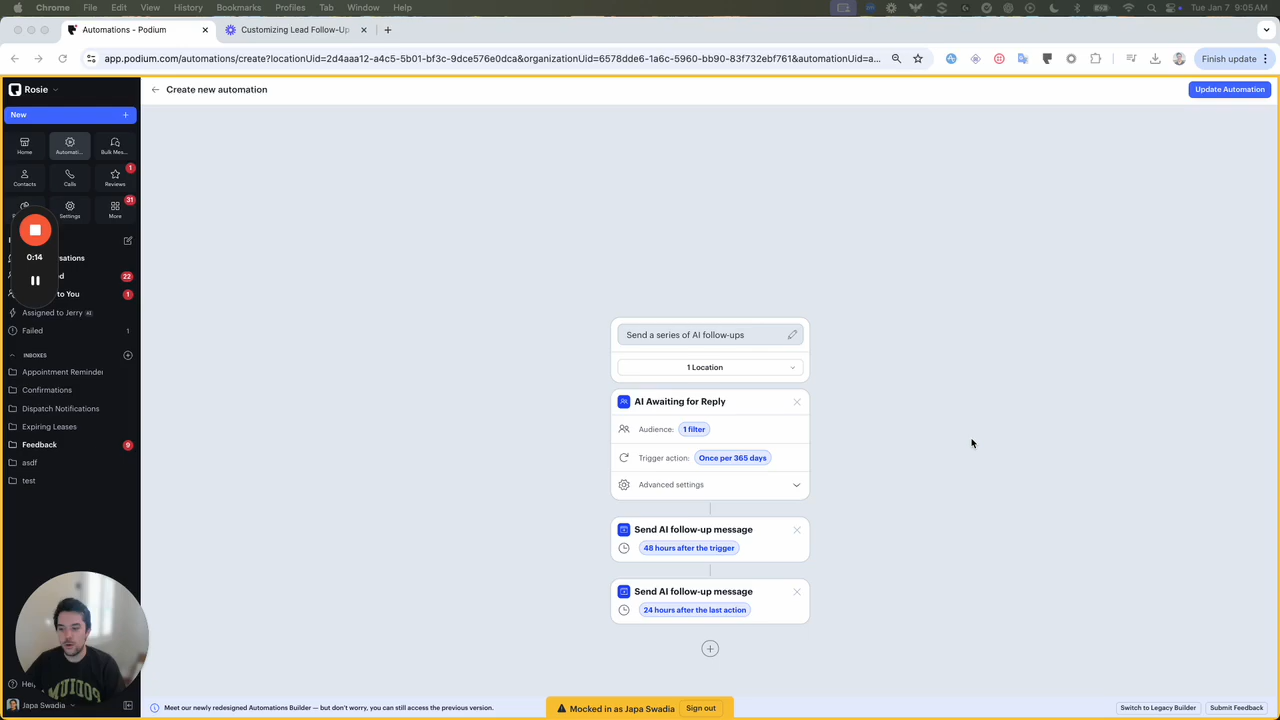 Chrome File Edit View History Bookmarks Profiles Tab Window Help Tue Jan 7 9:05 AM
Automations - Podium
Customizing Lead Follow-Up
app.podium.com/automations/create?locationUid=2d4aaa12-a4c5-5b01-bf3c-9dce576e0dca&organizationUid=6578dde6-1a6c-5960-bb90-83f732ebf761&automationUid=a...
Finish update
Rosie
Create new automation
Update Automation
New
Home
Automati...
Bulk Mes...
Contacts
Calls
1
Reviews
Settings
31
More
0:14
sations
d
22
to You
1
Assigned to Jerry AI
Failed
1
INBOXES
Appointment Reminder
Confirmations
Dispatch Notifications
Expiring Leases
Feedback
9
asdf
test
Send a series of AI follow-ups
1 Location
AI Awaiting for Reply
Audience: 1 filter
Trigger action: Once per 365 days
Advanced settings
Send AI follow-up message
48 hours after the trigger
Send AI follow-up message
24 hours after the last action
PODIUM
Hel
Japa Swadia
Meet our newly redesigned Automations Builder — but don't worry, you can still access the previous version.
Mocked in as Japa Swadia
Sign out
Switch to Legacy Builder
Submit Feedback